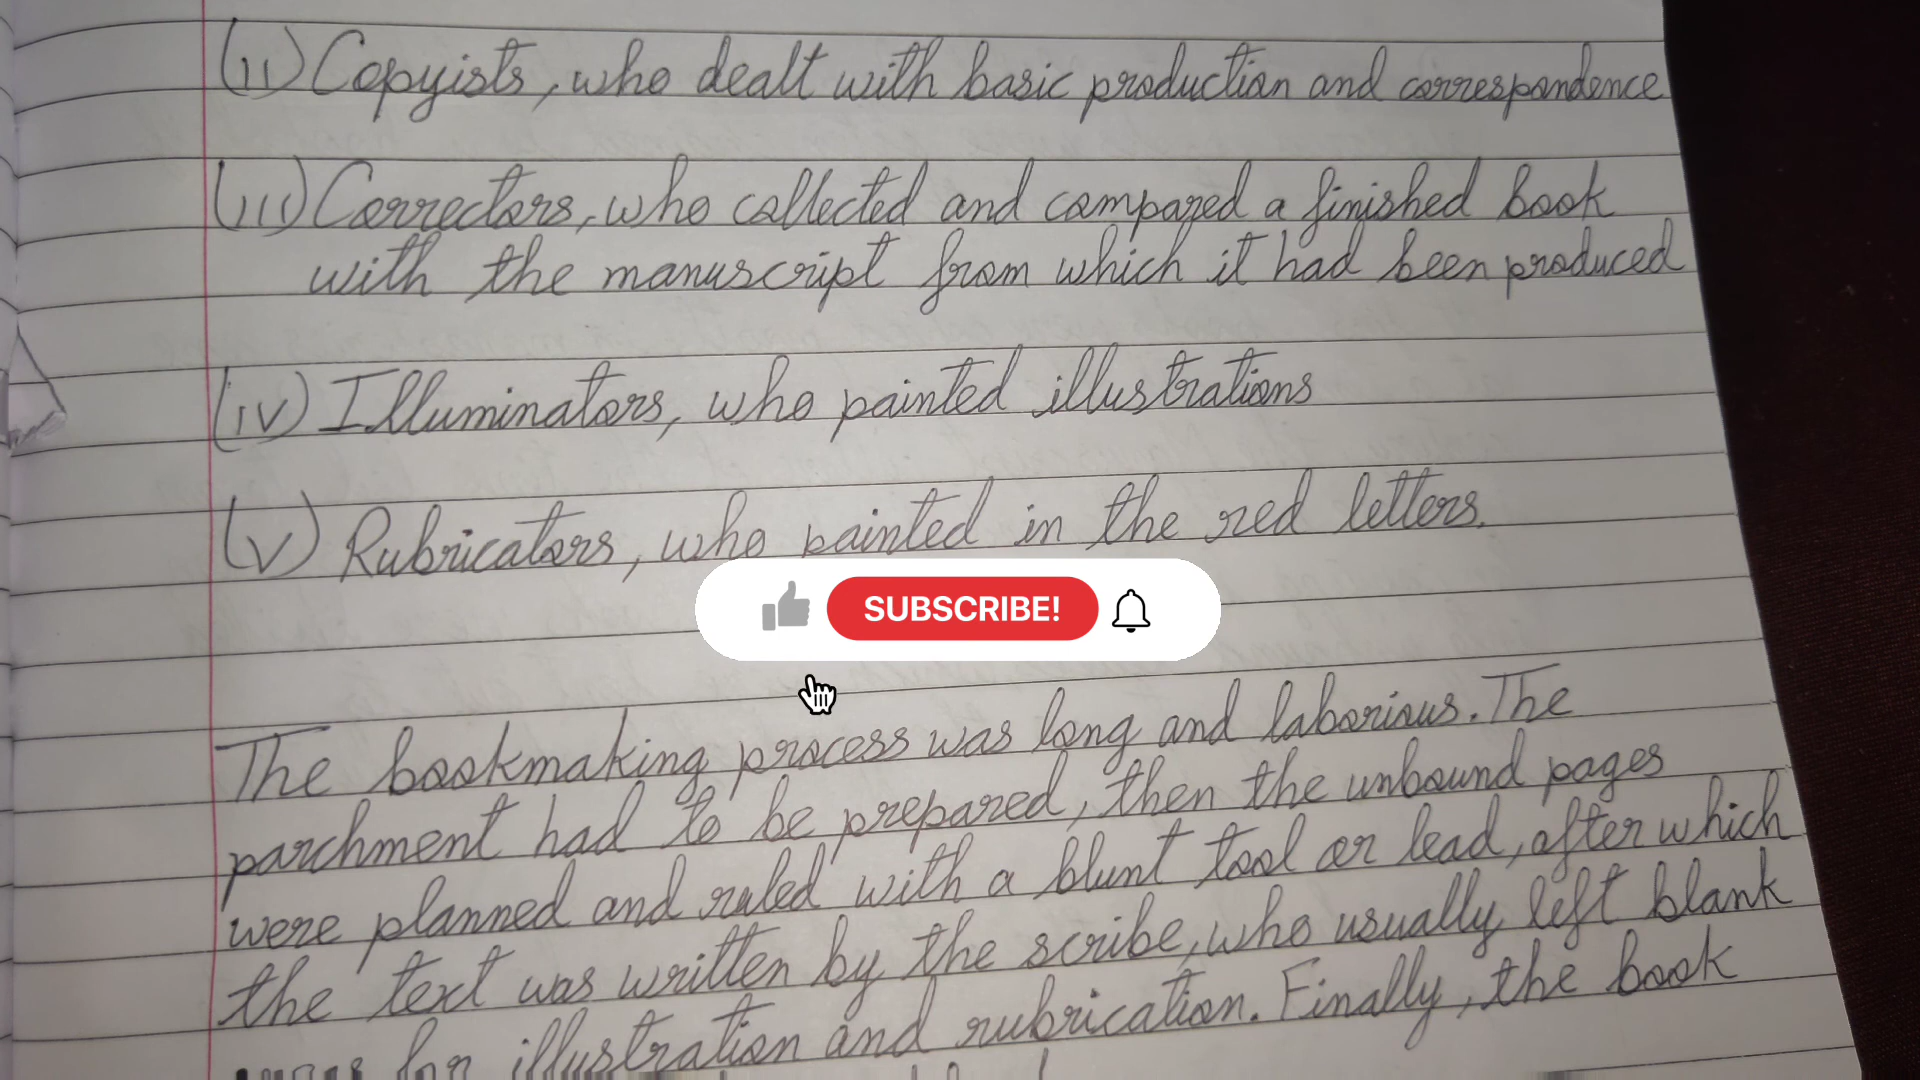 (ii) Copyists, who dealt with basic production and correspondence
(iii) Correctors, who collected and compared a finished book
with the manuscript from which it had been produced
(iv) Illuminators, who painted illustrations
(v) Rubricators, who painted in the red letters.
SUBSCRIBE!
The bookmaking process was long and laborious. The
parchment had to be prepared, then the unbound pages
were planned and ruled with a blunt tool or lead, after which
the text was written by the scribe, who usually left blank
for illustration and rubrication. Finally, the book